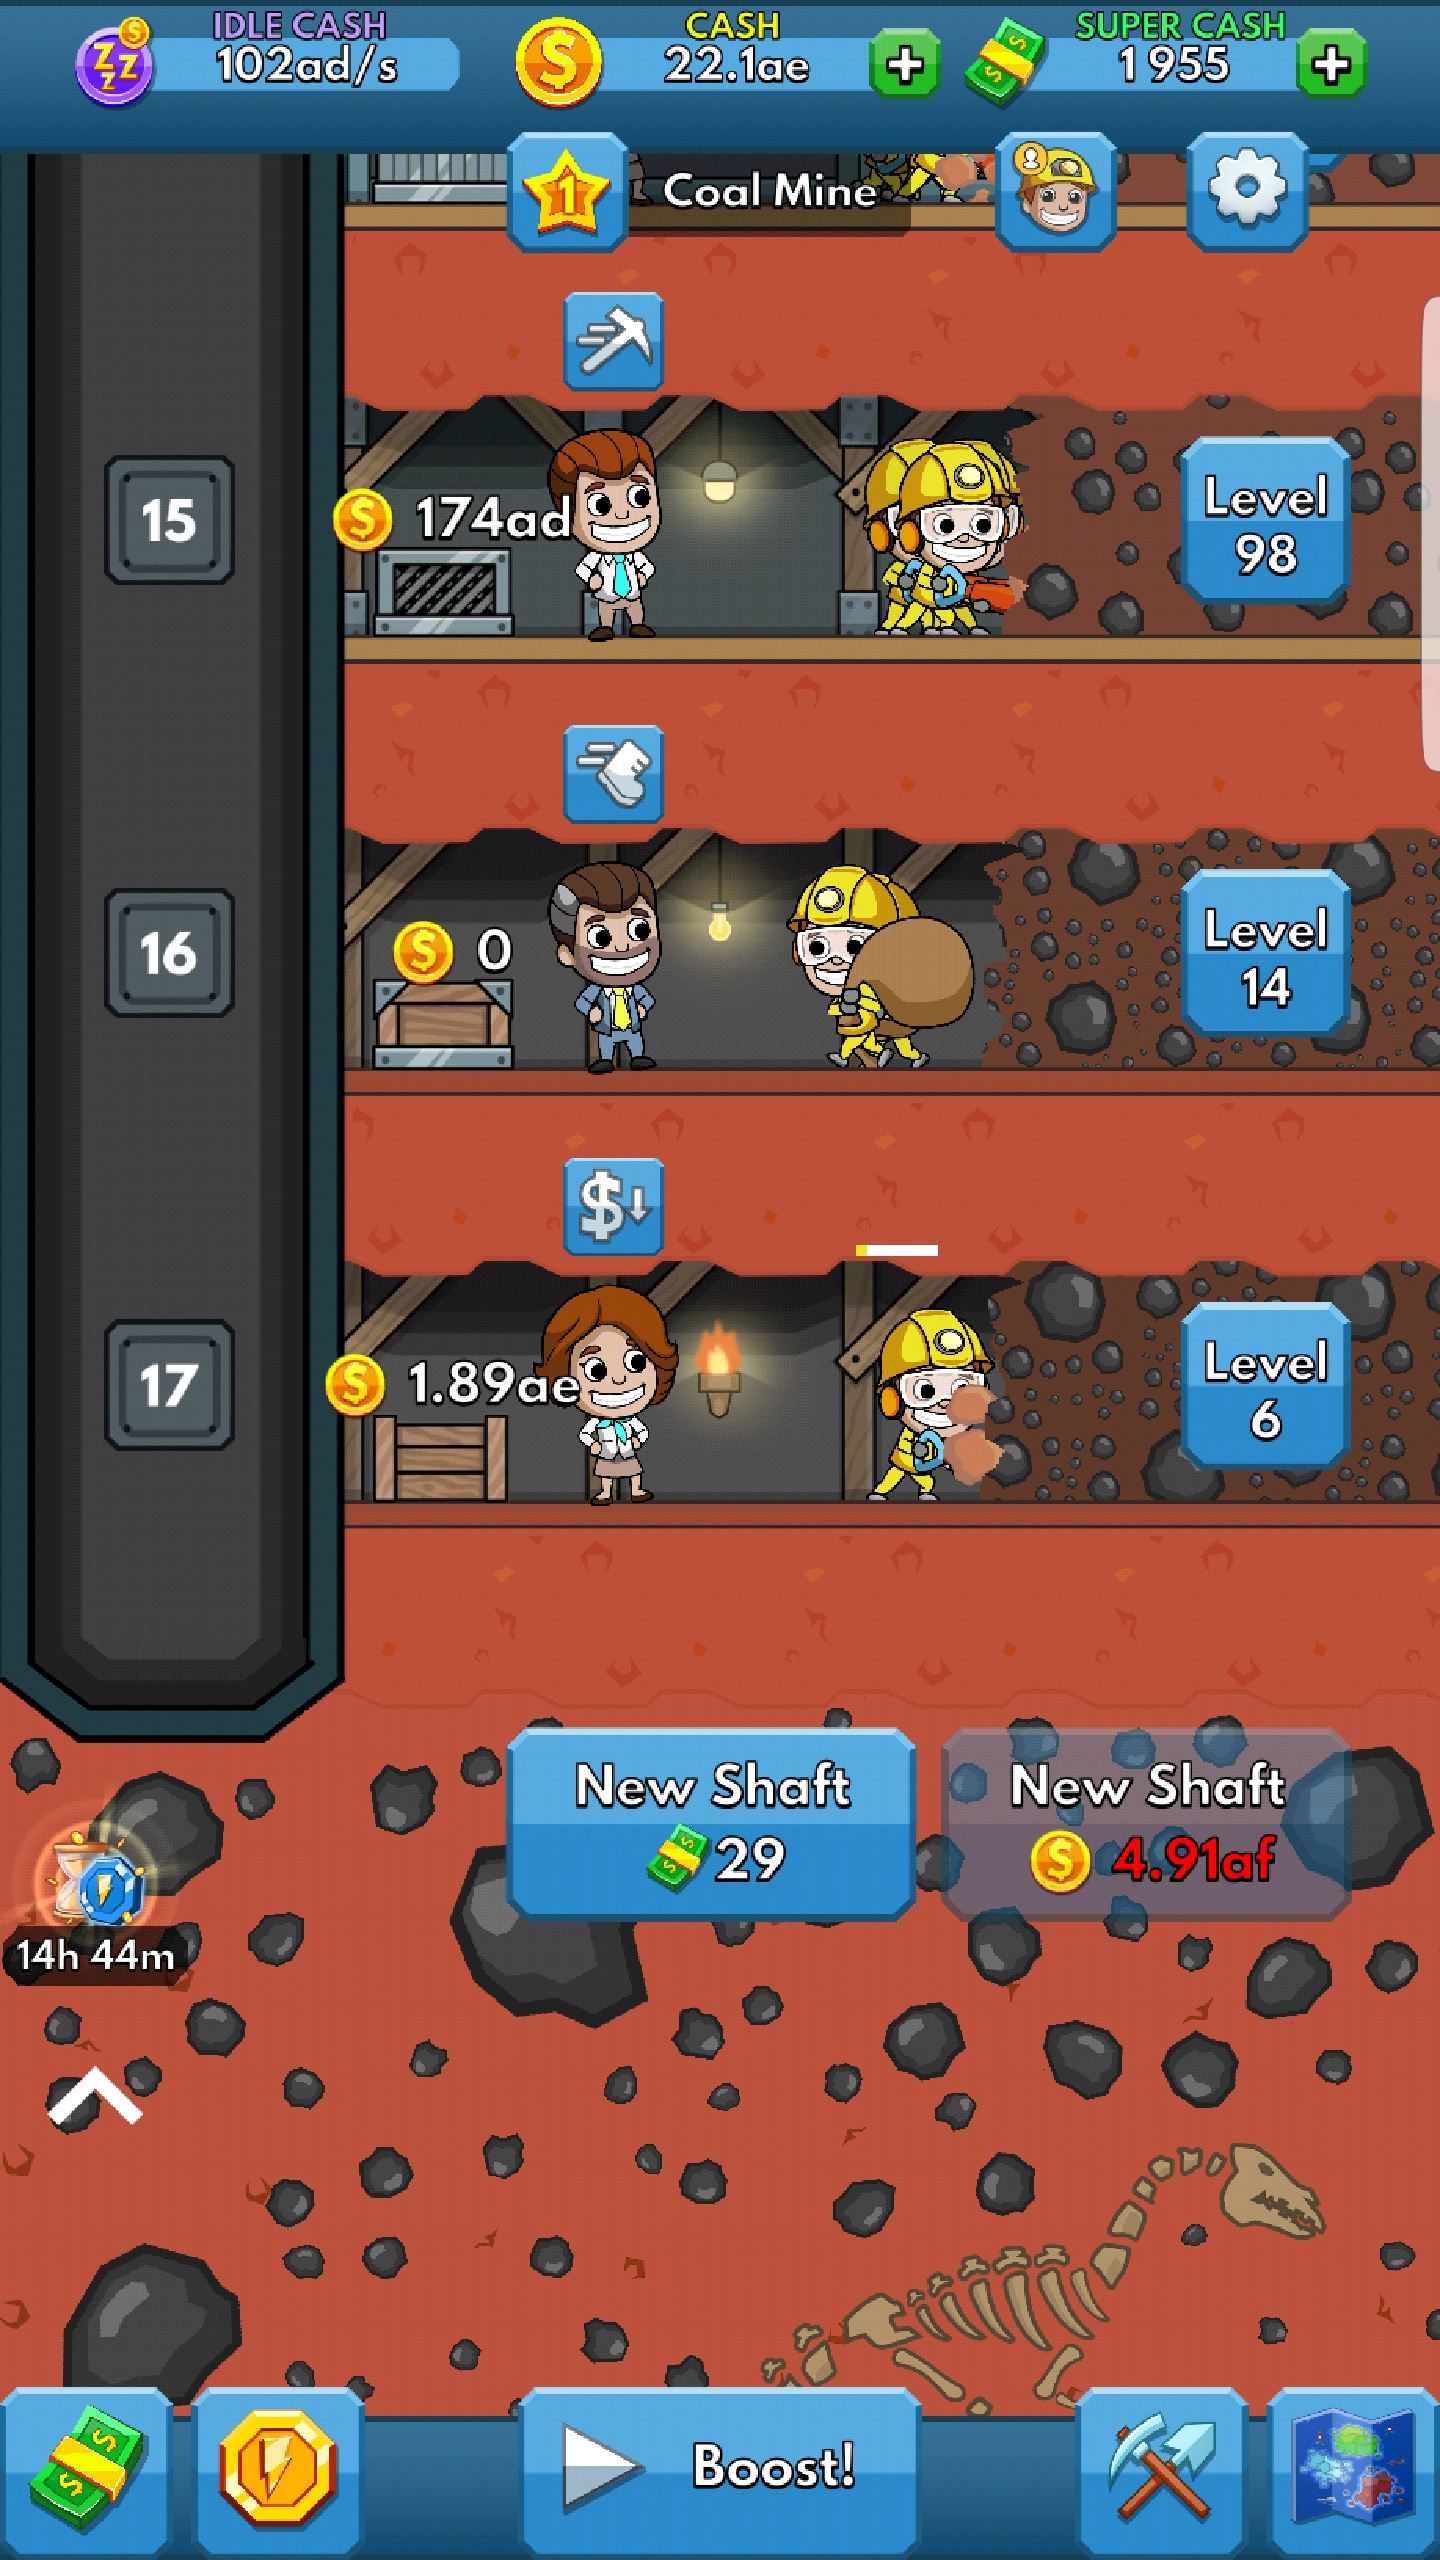 IDLE CASH
102ad/s
CASH
22.1ae
SUPER CASH
1 955
1
Coal Mine
15
174ad
Level
98
16
0
Level
14
17
1.89ae
Level
6
New Shaft
29
New Shaft
4.91af
14h 44m
Boost!